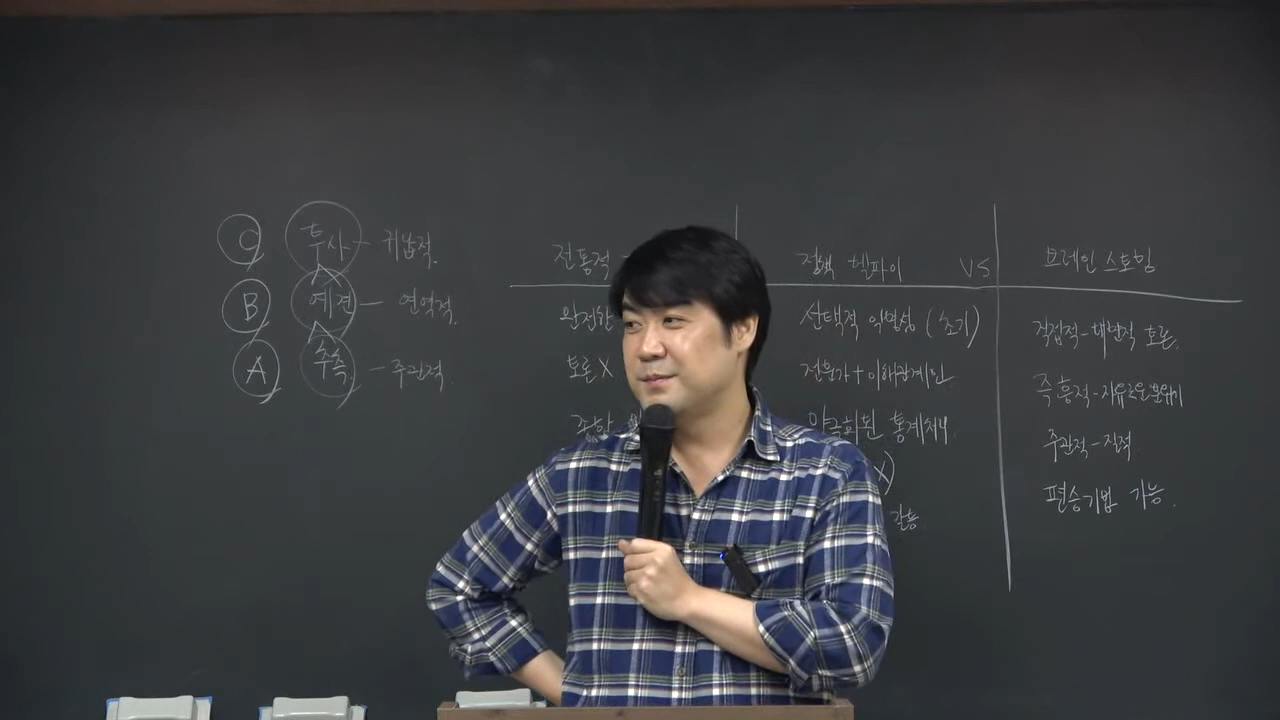 C 투사 - 귀납적.
B 예견 - 연역적.
A 추측 - 주관적.
전통적
정책 델파이 VS 브레인스토밍
완전한
선택적 익명성 (초기)
직접적-대면적 토론.
토론 X
전문가+이해관계인
즉흥적-자유로운분위기
양극화된 통계처리.
주관적-직적
X)
편승기법 가능.
갈등